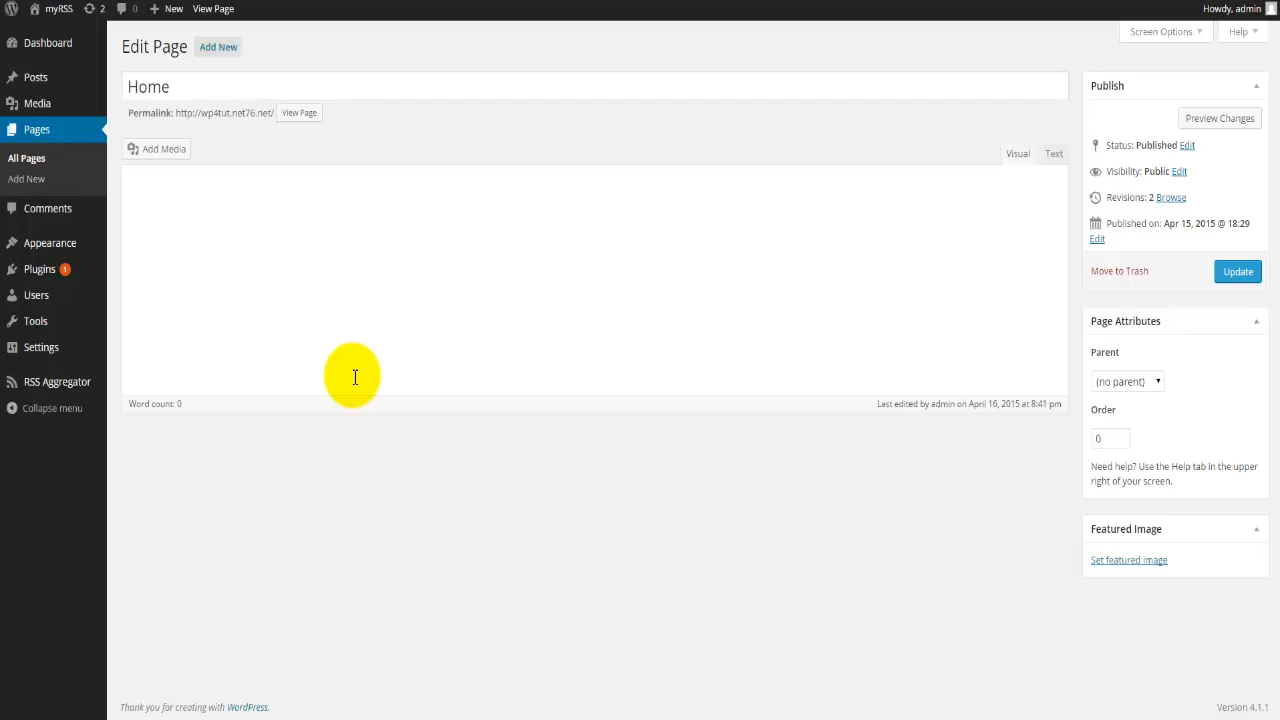 myRSS 2 0 New View Page Howdy, admin
Screen Options Help
Dashboard
Posts
Media
Pages
All Pages
Add New
Comments
Appearance
Plugins 1
Users
Tools
Settings
RSS Aggregator
Collapse menu
Edit Page Add New
Home
Permalink: http://wp4tut.net76.net/ View Page
Add Media
Visual Text
Word count: 0 Last edited by admin on April 16, 2015 at 8:41 pm
Publish
Preview Changes
Status: Published Edit
Visibility: Public Edit
Revisions: 2 Browse
Published on: Apr 15, 2015 @ 18:29
Edit
Move to Trash Update
Page Attributes
Parent
(no parent)
Order
0
Need help? Use the Help tab in the upper
right of your screen.
Featured Image
Set featured image
Thank you for creating with WordPress. Version 4.1.1